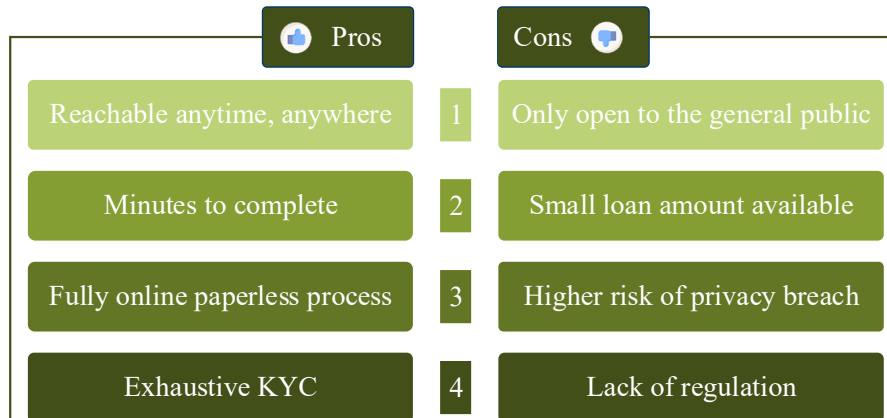 Pros
Cons
Reachable anytime, anywhere
1
Only open to the general public
Minutes to complete
2
Small loan amount available
Fully online paperless process
3
Higher risk of privacy breach
Exhaustive KYC
4
Lack of regulation